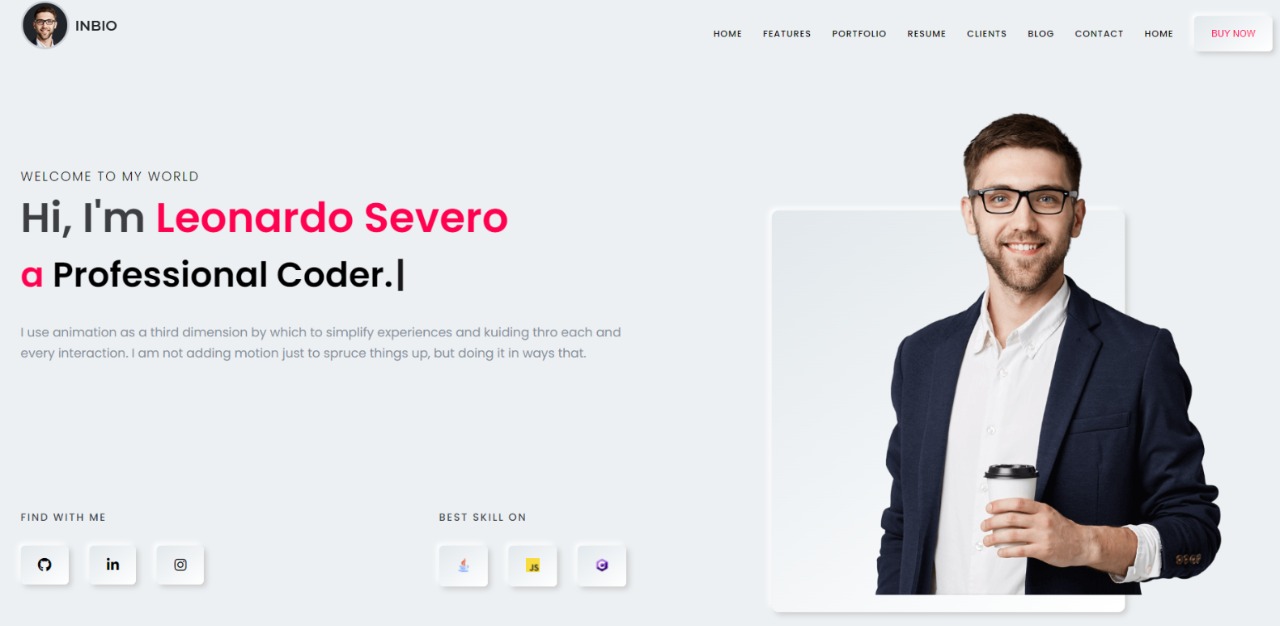 INBIO
HOME FEATURES PORTFOLIO RESUME CLIENTS BLOG CONTACT HOME BUY NOW
WELCOME TO MY WORLD
Hi, I'm Leonardo Severo
a Professional Coder.|
I use animation as a third dimension by which to simplify experiences and kuiding thro each and
every interaction. I am not adding motion just to spruce things up, but doing it in ways that.
FIND WITH ME
BEST SKILL ON
in
JS
C